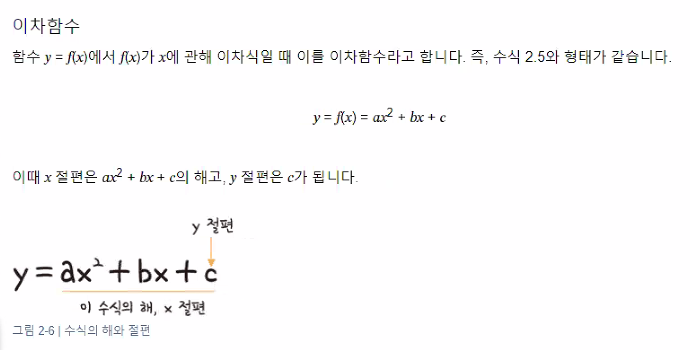 이차함수
함수 y = f(x)에서 f(x)가 x에 관해 이차식일 때 이를 이차함수라고 합니다. 즉, 수식 2.5와 형태가 같습니다.
y = f(x) = ax² + bx + c
이때 x 절편은 ax² + bx + c의 해고, y 절편은 c가 됩니다.
y 절편
y = ax² + bx + c
이 수식의 해, x 절편
그림 2-6 | 수식의 해와 절편